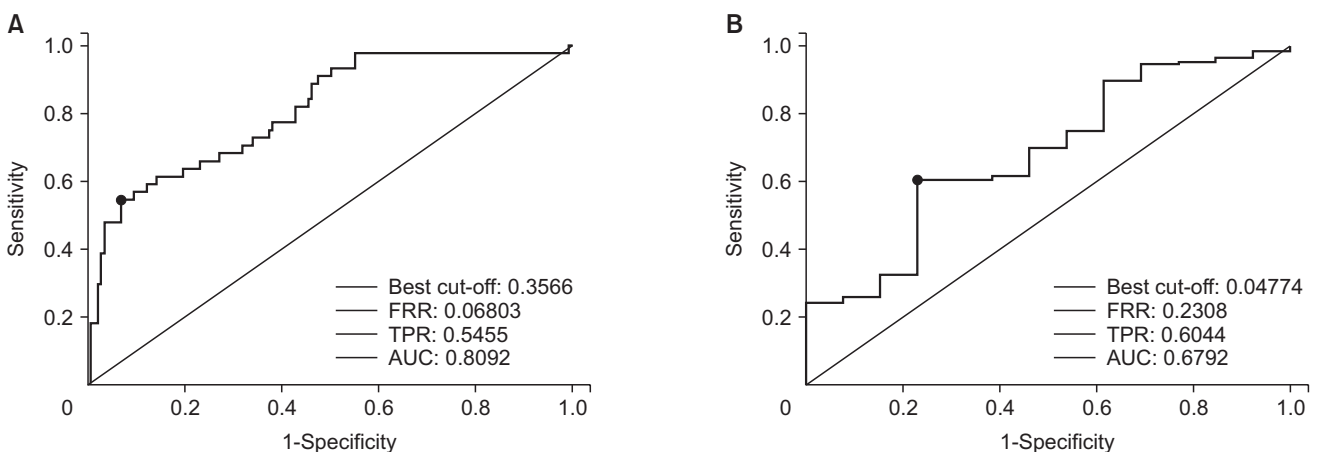 A
1.0
0.8
0.6
0.4
0.2
0
0.2
0.4
0.6
0.8
1.0
Sensitivity
1-Specificity
Best cut-off: 0.3566
FRR: 0.06803
TPR: 0.5455
AUC: 0.8092
B
1.0
0.8
0.6
0.4
0.2
0
0.2
0.4
0.6
0.8
1.0
Sensitivity
1-Specificity
Best cut-off: 0.04774
FRR: 0.2308
TPR: 0.6044
AUC: 0.6792